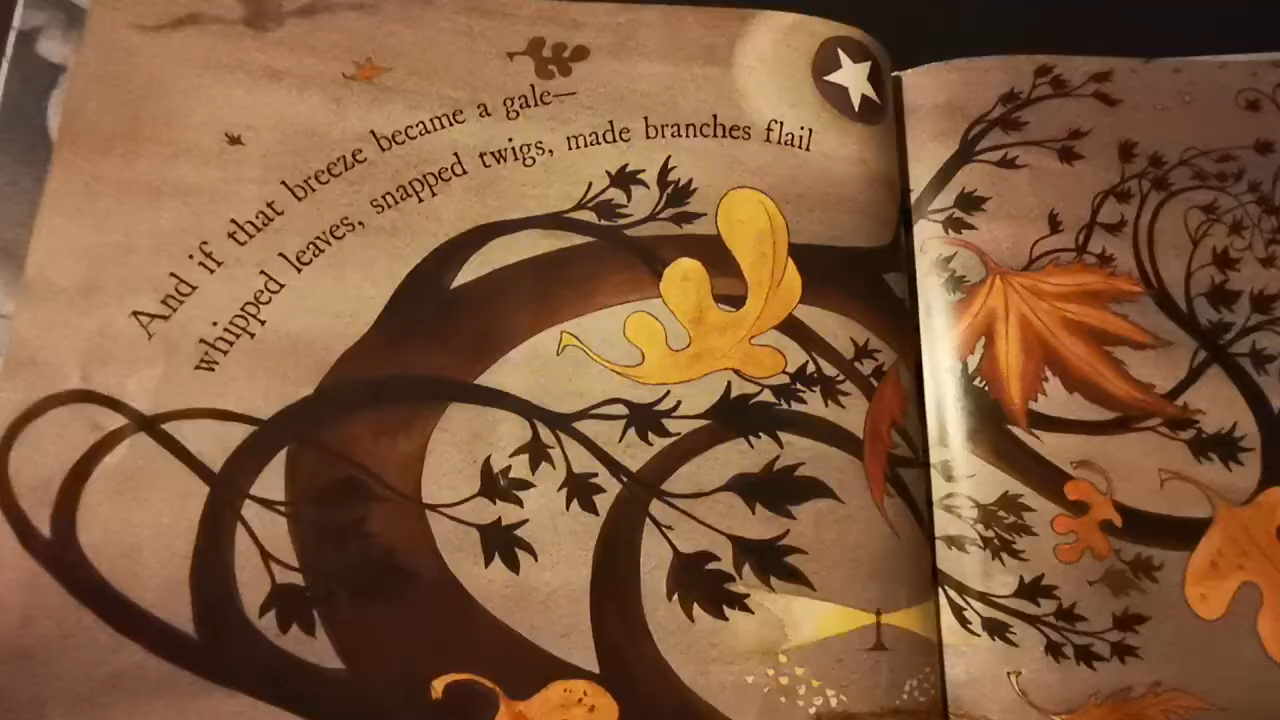 And if that breeze became a gale—
whipped leaves, snapped twigs, made branches flail